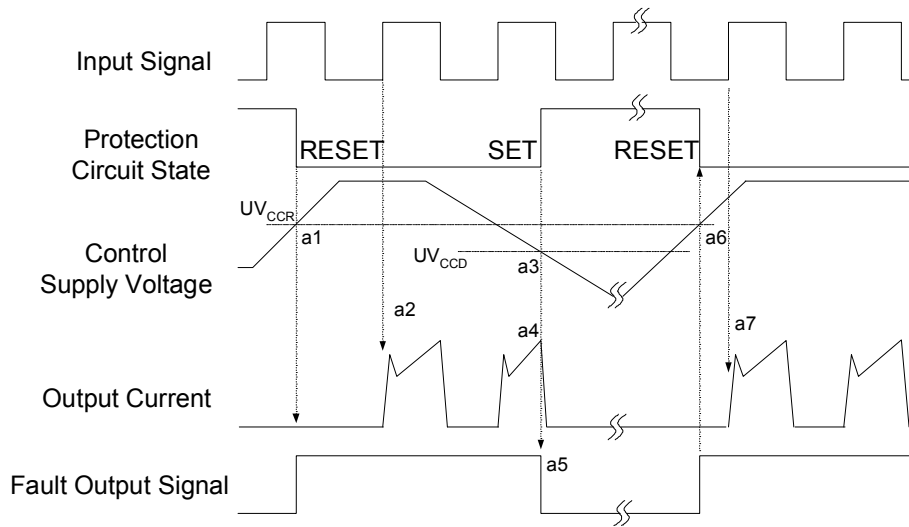 Input Signal
Protection
Circuit State
RESET
SET
RESET
UVCCR
a1
a6
Control
Supply Voltage
UVCCD
a3
a2
a4
a7
Output Current
a5
Fault Output Signal